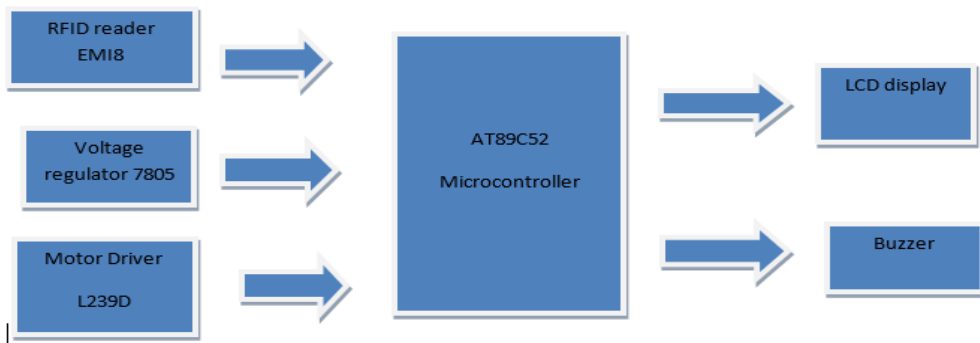 RFID reader
EMI8
Voltage
regulator 7805
Motor Driver
L239D
AT89C52
Microcontroller
LCD display
Buzzer